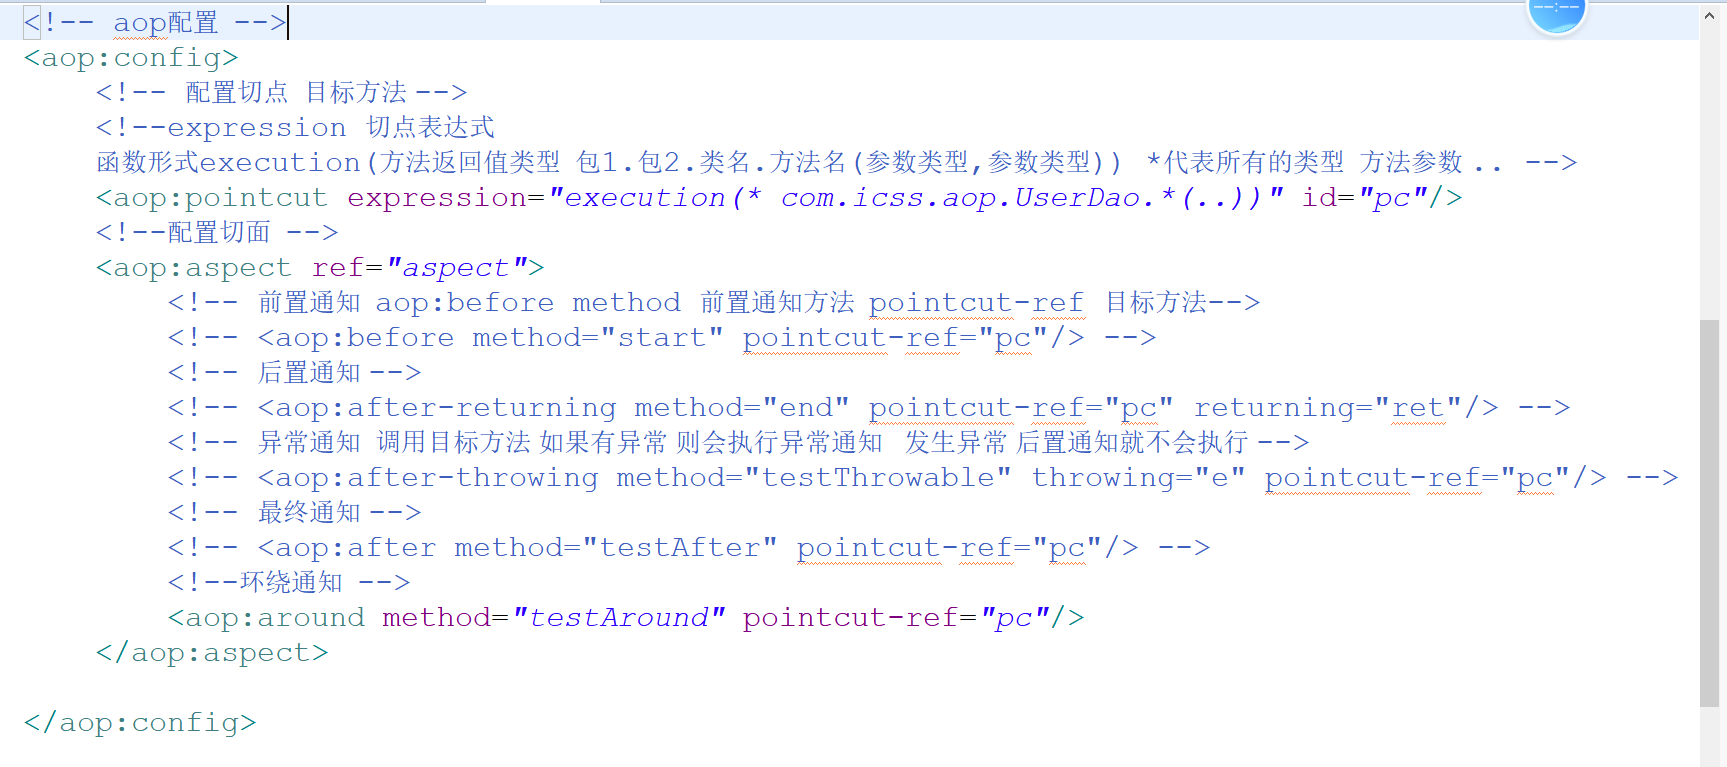 <!-- aop配置 -->
<aop:config>
<!-- 配置切点 目标方法 -->
<!--expression 切点表达式
函数形式execution(方法返回值类型 包1.包2.类名.方法名(参数类型,参数类型)) *代表所有的类型 方法参数 .. -->
<aop:pointcut expression="execution(* com.icss.aop.UserDao.*(..))" id="pc"/>
<!--配置切面 -->
<aop:aspect ref="aspect">
<!-- 前置通知 aop:before method 前置通知方法 pointcut-ref 目标方法-->
<!-- <aop:before method="start" pointcut-ref="pc"/> -->
<!-- 后置通知 -->
<!-- <aop:after-returning method="end" pointcut-ref="pc" returning="ret"/> -->
<!-- 异常通知 调用目标方法 如果有异常 则会执行异常通知 发生异常 后置通知就不会执行 -->
<!-- <aop:after-throwing method="testThrowable" throwing="e" pointcut-ref="pc"/> -->
<!-- 最终通知 -->
<!-- <aop:after method="testAfter" pointcut-ref="pc"/> -->
<!--环绕通知 -->
<aop:around method="testAround" pointcut-ref="pc"/>
</aop:aspect>
</aop:config>